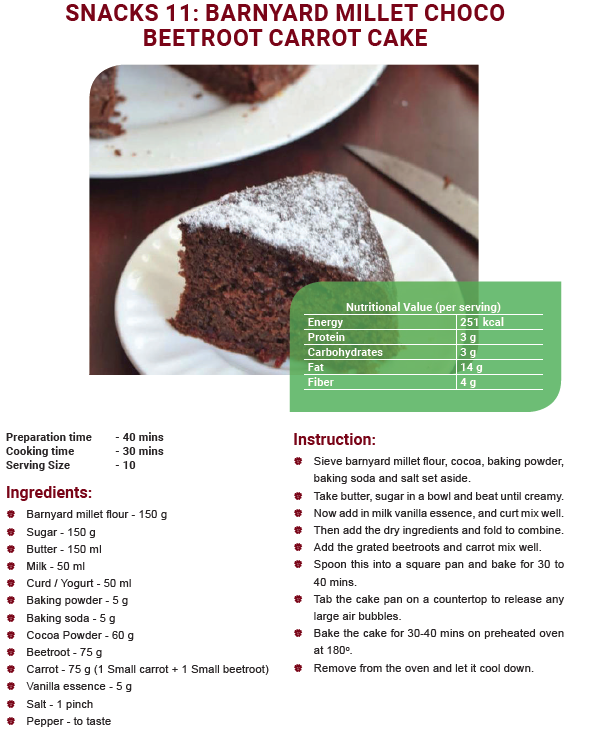 SNACKS 11: BARNYARD MILLET CHOCO
BEETROOT CARROT CAKE
Nutritional Value (per serving)
Energy 251 kcal
Protein 3 g
Carbohydrates 3 g
Fat 14 g
Fiber 4 g
Preparation time - 40 mins
Cooking time - 30 mins
Serving Size - 10
Ingredients:
Barnyard millet flour - 150 g
Sugar - 150 g
Butter - 150 ml
Milk - 50 ml
Curd / Yogurt - 50 ml
Baking powder - 5 g
Baking soda - 5 g
Cocoa Powder - 60 g
Beetroot - 75 g
Carrot - 75 g (1 Small carrot + 1 Small beetroot)
Vanilla essence - 5 g
Salt - 1 pinch
Pepper - to taste
Instruction:
Sieve barnyard millet flour, cocoa, baking powder,
baking soda and salt set aside.
Take butter, sugar in a bowl and beat until creamy.
Now add in milk vanilla essence, and curt mix well.
Then add the dry ingredients and fold to combine.
Add the grated beetroots and carrot mix well.
Spoon this into a square pan and bake for 30 to
40 mins.
Tab the cake pan on a countertop to release any
large air bubbles.
Bake the cake for 30-40 mins on preheated oven
at 180º.
Remove from the oven and let it cool down.